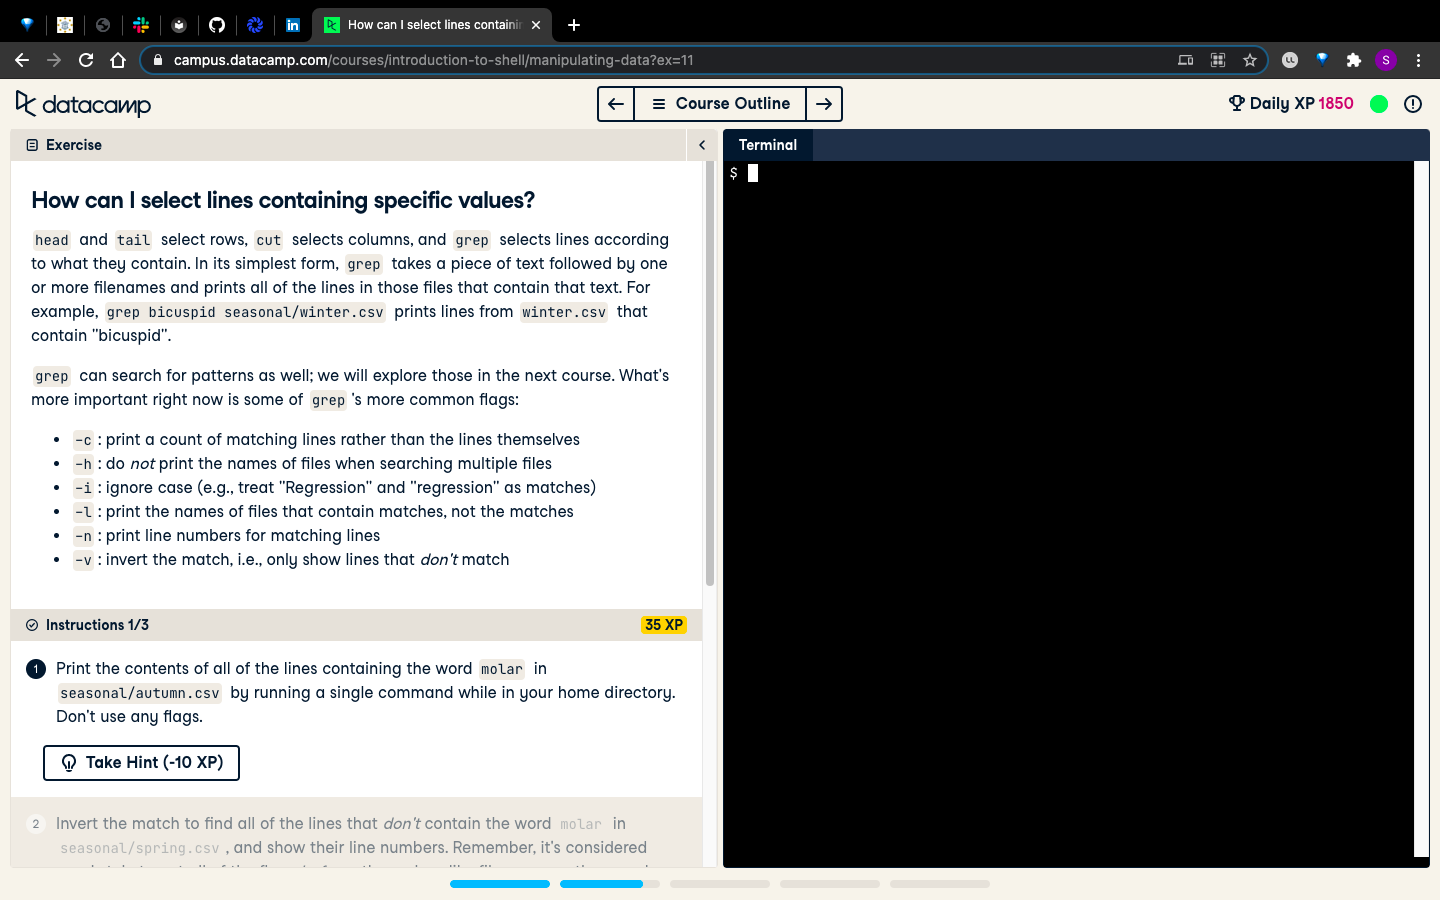 How can I select lines containin
campus.datacamp.com/courses/introduction-to-shell/manipulating-data?ex=11
S
datacamp
Course Outline
Daily XP 1850
Exercise
How can I select lines containing specific values?
head and tail select rows, cut selects columns, and grep selects lines according
to what they contain. In its simplest form, grep takes a piece of text followed by one
or more filenames and prints all of the lines in those files that contain that text. For
example, grep bicuspid seasonal/winter.csv prints lines from winter.csv that
contain "bicuspid".
grep can search for patterns as well; we will explore those in the next course. What's
more important right now is some of grep 's more common flags:
• -c : print a count of matching lines rather than the lines themselves
• -h : do not print the names of files when searching multiple files
• -i : ignore case (e.g., treat "Regression" and "regression" as matches)
• -l : print the names of files that contain matches, not the matches
• -n : print line numbers for matching lines
• -v : invert the match, i.e., only show lines that don't match
Instructions 1/3
35 XP
1 Print the contents of all of the lines containing the word molar in
seasonal/autumn.csv by running a single command while in your home directory.
Don't use any flags.
Take Hint (-10 XP)
2 Invert the match to find all of the lines that don't contain the word molar in
seasonal/spring.csv , and show their line numbers. Remember, it's considered
Terminal
$